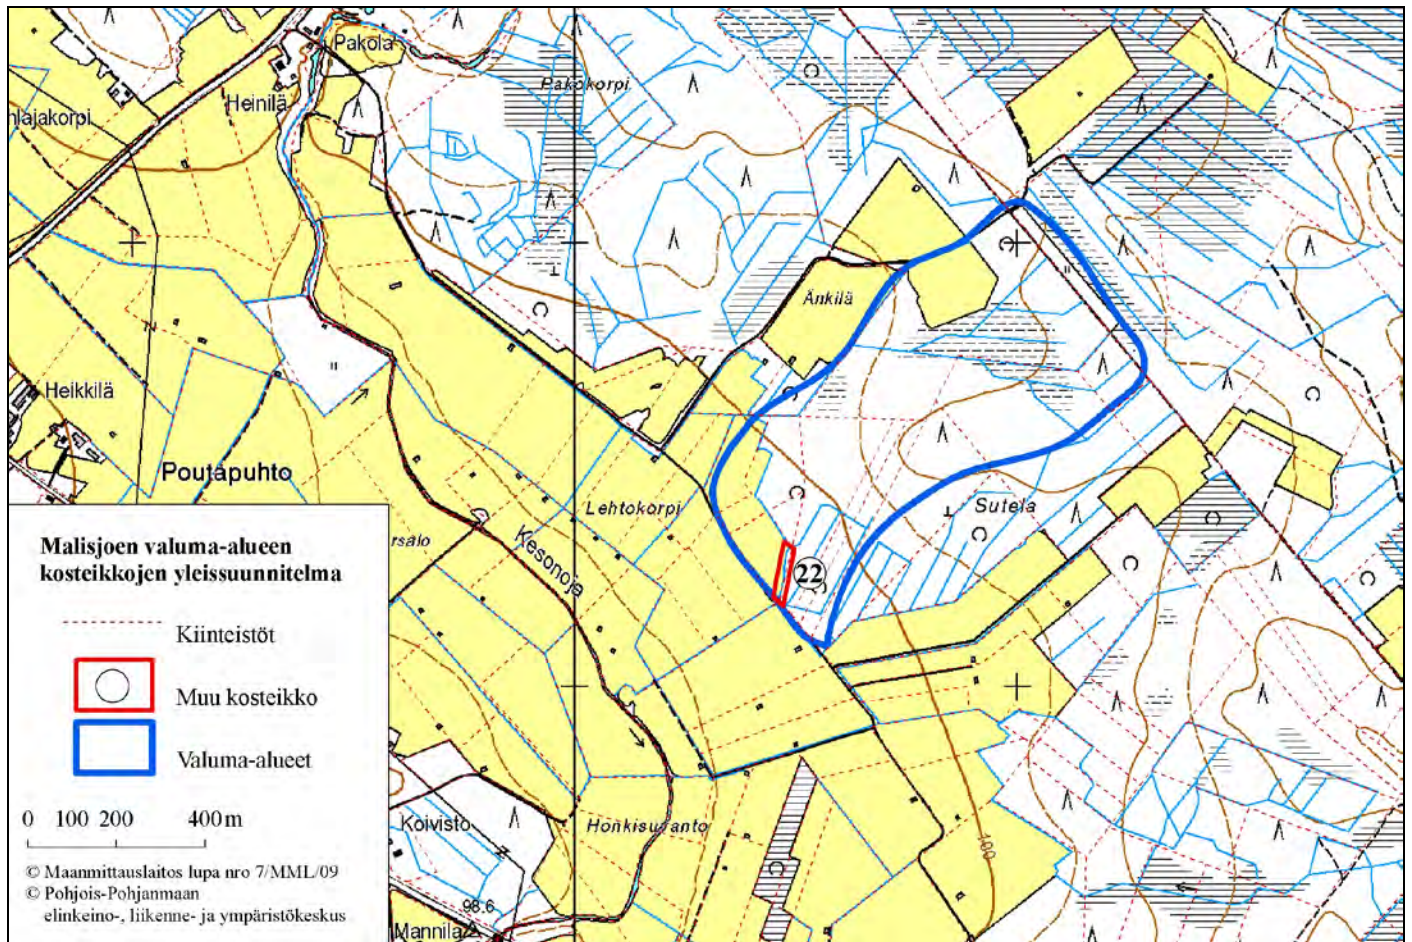 Pakola
Pakokorpi
Heinilä
nlajakorpi
Änkilä
Heikkilä
Poutapuhto
Lehtokorpi
Sutela
rsalo
Kesonoja
22
Malisjoen valuma-alueen
kosteikkojen yleissuunnitelma
Kiinteistöt
Muu kosteikko
Valuma-alueet
0 100 200 400 m
© Maanmittauslaitos lupa nro 7/MML/09
© Pohjois-Pohjanmaan
elinkeino-, liikenne- ja ympäristökeskus
Koivisto
Honkisuranto
100
98.6
Mannila